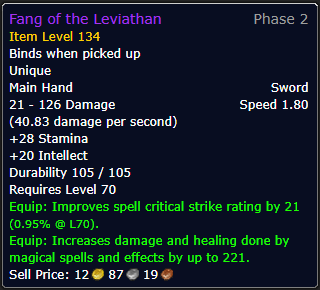 Fang of the Leviathan Phase 2
Item Level 134
Binds when picked up
Unique
Main Hand Sword
21 - 126 Damage Speed 1.80
(40.83 damage per second)
+28 Stamina
+20 Intellect
Durability 105 / 105
Requires Level 70
Equip: Improves spell critical strike rating by 21
(0.95% @ L70).
Equip: Increases damage and healing done by
magical spells and effects by up to 221.
Sell Price: 12 87 19